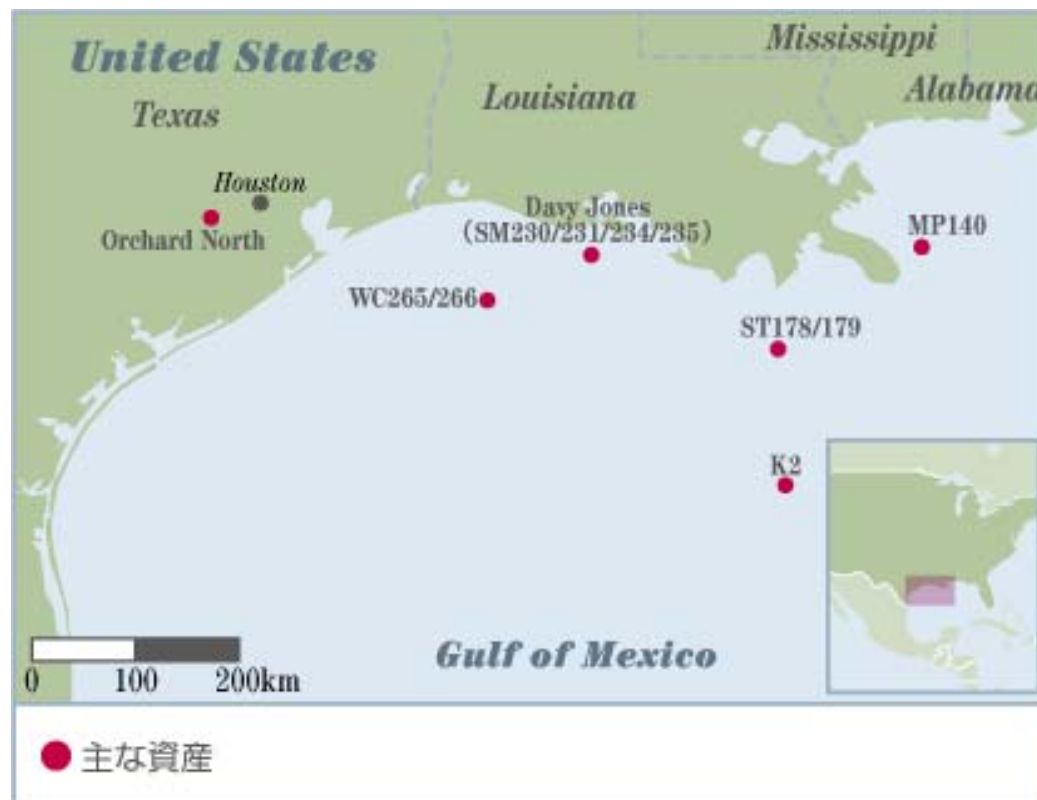 United States
Mississippi
Alabama
Louisiana
Texas
Houston
Orchard North
Davy Jones
(SM230/231/234/235)
MP140
WC265/266
ST178/179
K2
Gulf of Mexico
0 100 200km
主な資産